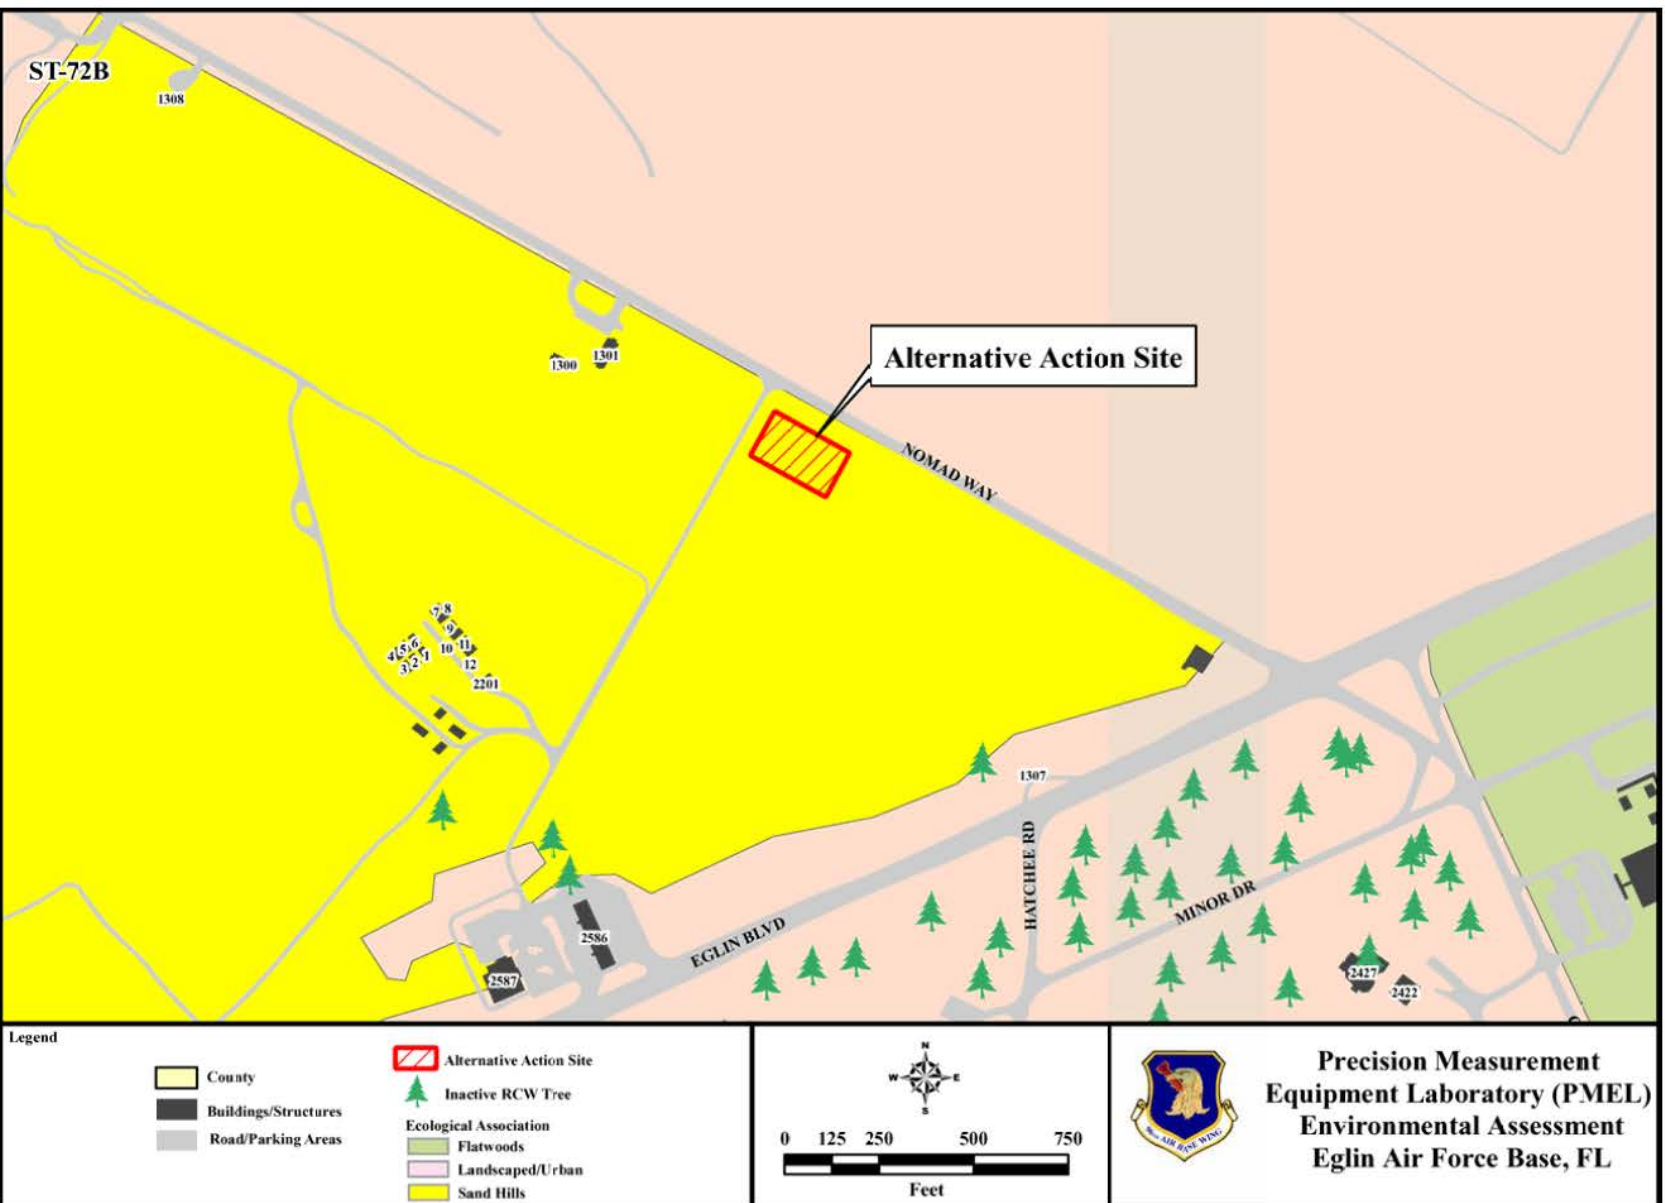 ST-72B
1308
1300
1301
Alternative Action Site
NOMAD WAY
7
8
9
10
11
12
4
5
6
3
2
1
2201
1307
HATCHEE RD
MINOR DR
EGLIN BLVD
2586
2587
2427
2422
Legend
County
Buildings/Structures
Road/Parking Areas
Alternative Action Site
Inactive RCW Tree
Ecological Association
Flatwoods
Landscaped/Urban
Sand Hills
N
W E
S
0 125 250 500 750
Feet
AIR BASE WING
Precision Measurement
Equipment Laboratory (PMEL)
Environmental Assessment
Eglin Air Force Base, FL